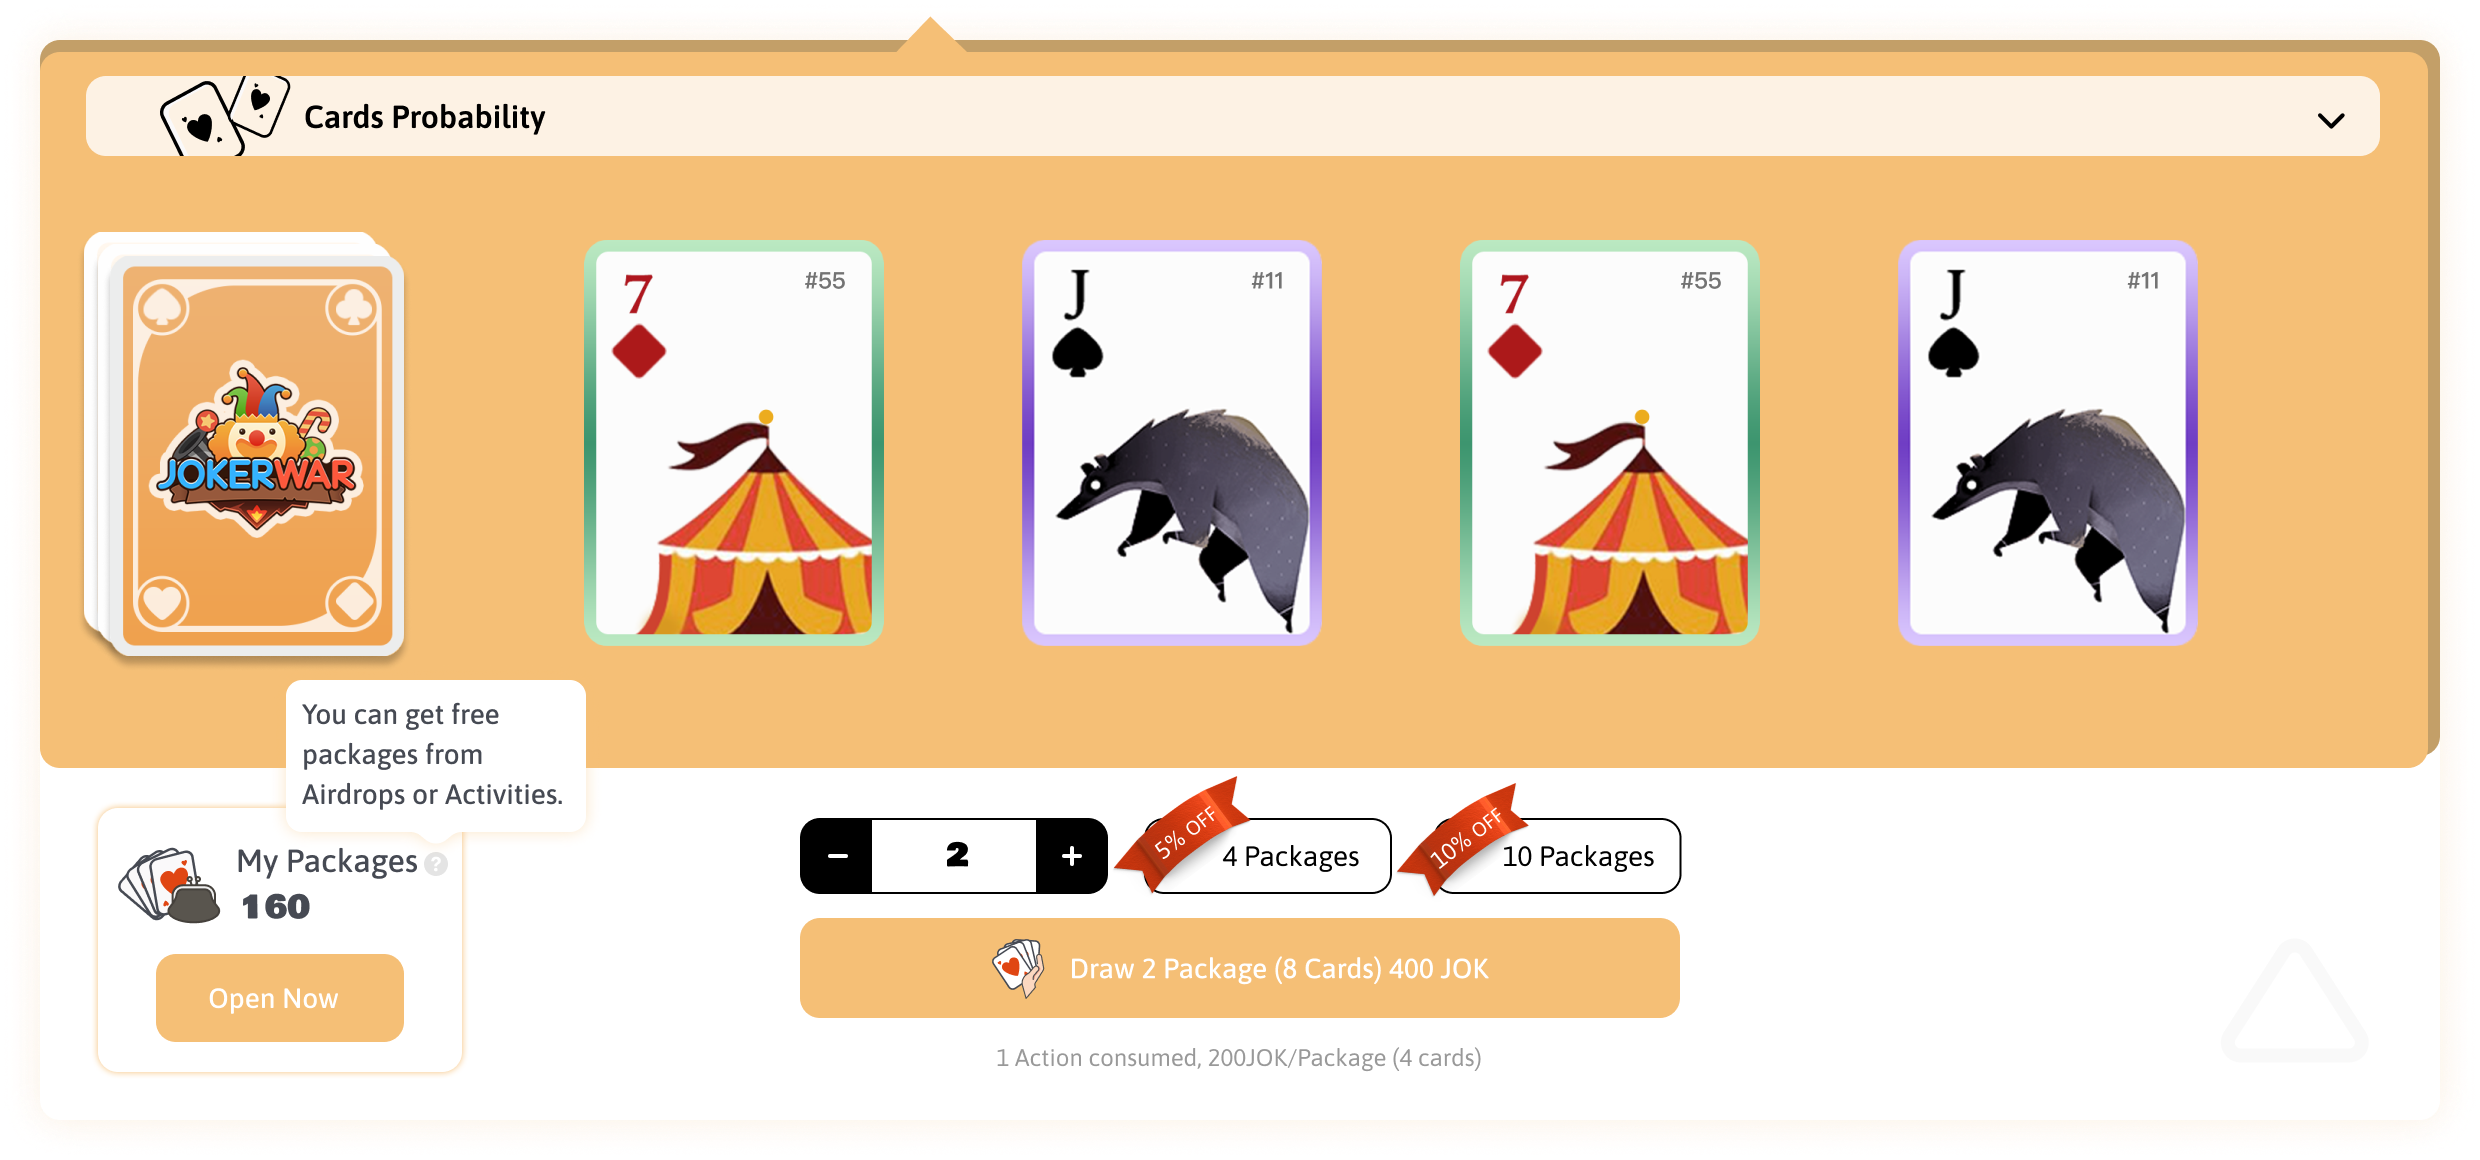 Cards Probability
JOKERWAR
7
#55
J
#11
7
#55
J
#11
You can get free
packages from
Airdrops or Activities.
My Packages ?
160
Open Now
− 2 +
5% OFF
4 Packages
10% OFF
10 Packages
Draw 2 Package (8 Cards) 400 JOK
1 Action consumed, 200JOK/Package (4 cards)